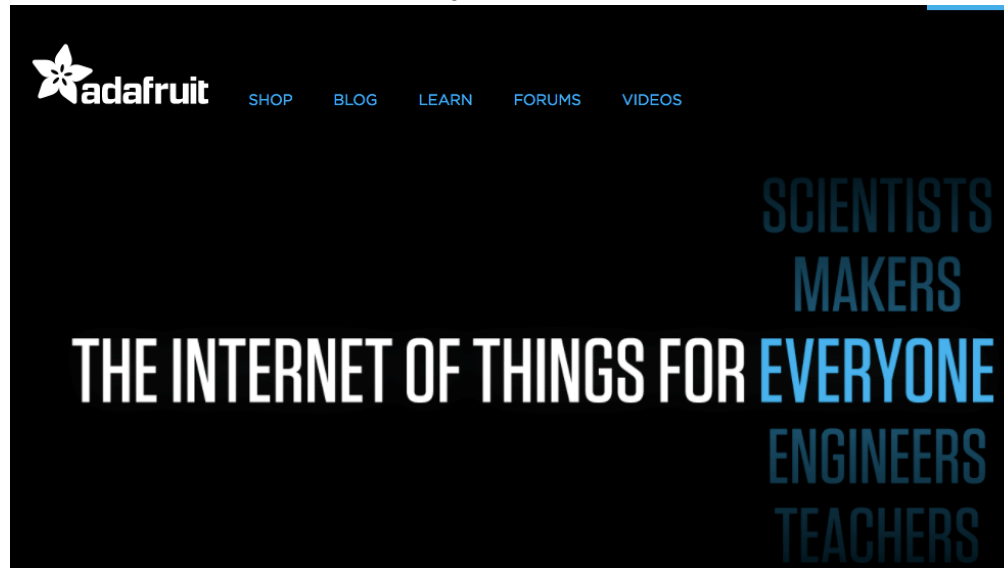 adafruit SHOP BLOG LEARN FORUMS VIDEOS
SCIENTISTS
MAKERS
THE INTERNET OF THINGS FOR EVERYONE
ENGINEERS
TEACHERS